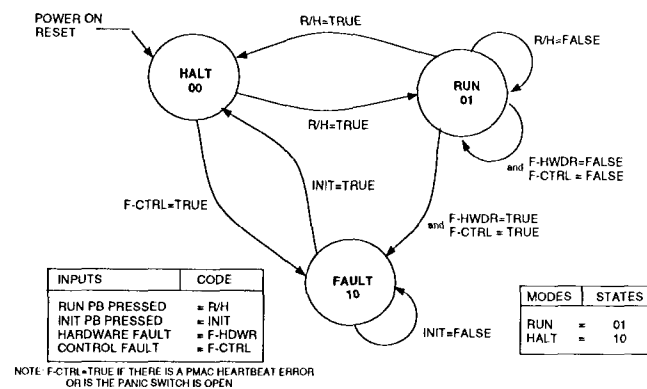 POWER ON
RESET
R/H=TRUE
R/H=FALSE
HALT
00
RUN
01
R/H=TRUE
and F-HWDR=FALSE
F-CTRL=FALSE
INIT=TRUE
F-CTRL=TRUE
and F-HWDR=TRUE
F-CTRL = TRUE
FAULT
10
INIT=FALSE
INPUTS CODE
RUN PB PRESSED = R/H
INIT PB PRESSED = INIT
HARDWARE FAULT = F-HDWR
CONTROL FAULT = F-CTRL
MODES STATES
RUN = 01
HALT = 10
NOTE: F-CTRL=TRUE IF THERE IS A PMAC HEARTBEAT ERROR
OR IS THE PANIC SWITCH IS OPEN